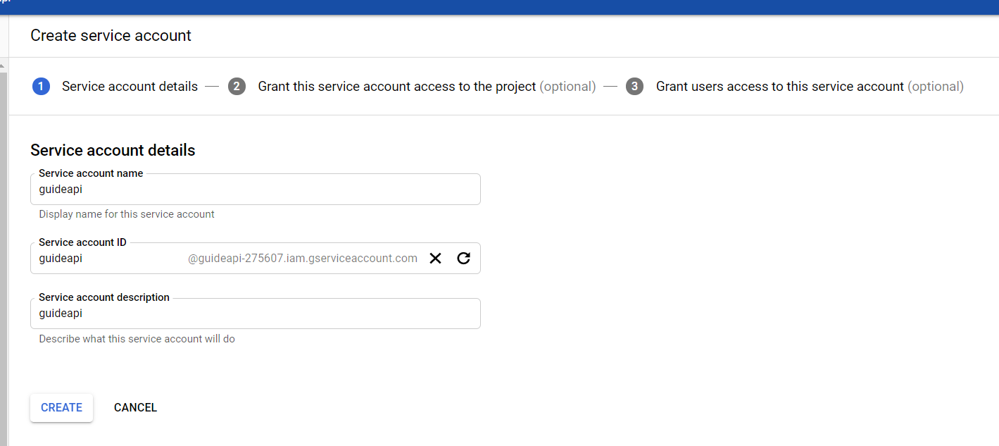 Create service account
1 Service account details — 2 Grant this service account access to the project (optional) — 3 Grant users access to this service account (optional)
Service account details
Service account name
guideapi
Display name for this service account
Service account ID
guideapi @guideapi-275607.iam.gserviceaccount.com
Service account description
guideapi
Describe what this service account will do
CREATE CANCEL